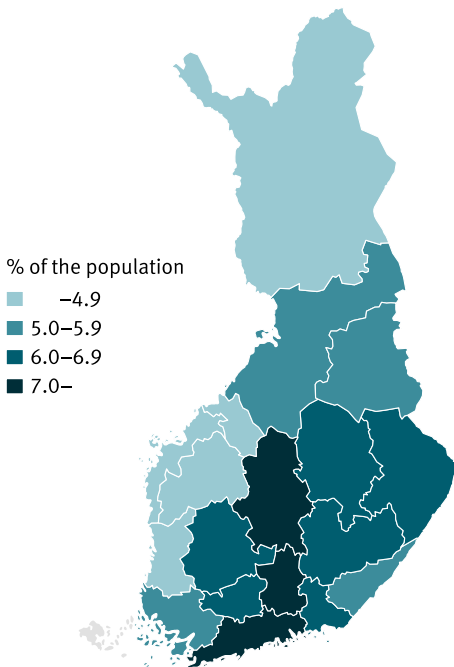 % of the population
–4.9
5.0–5.9
6.0–6.9
7.0–